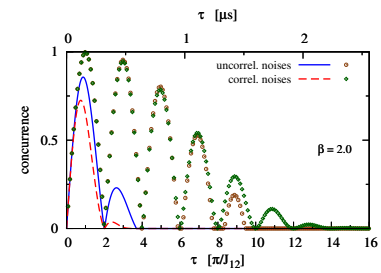 τ [μs]
0 1 2
1
0.5
0
concurrence
uncorrel. noises
correl. noises
β = 2.0
0 2 4 6 8 10 12 14 16
τ [π/J₁₂]